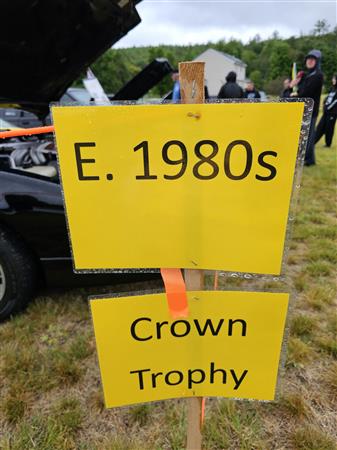 E. 1980s
Crown
Trophy